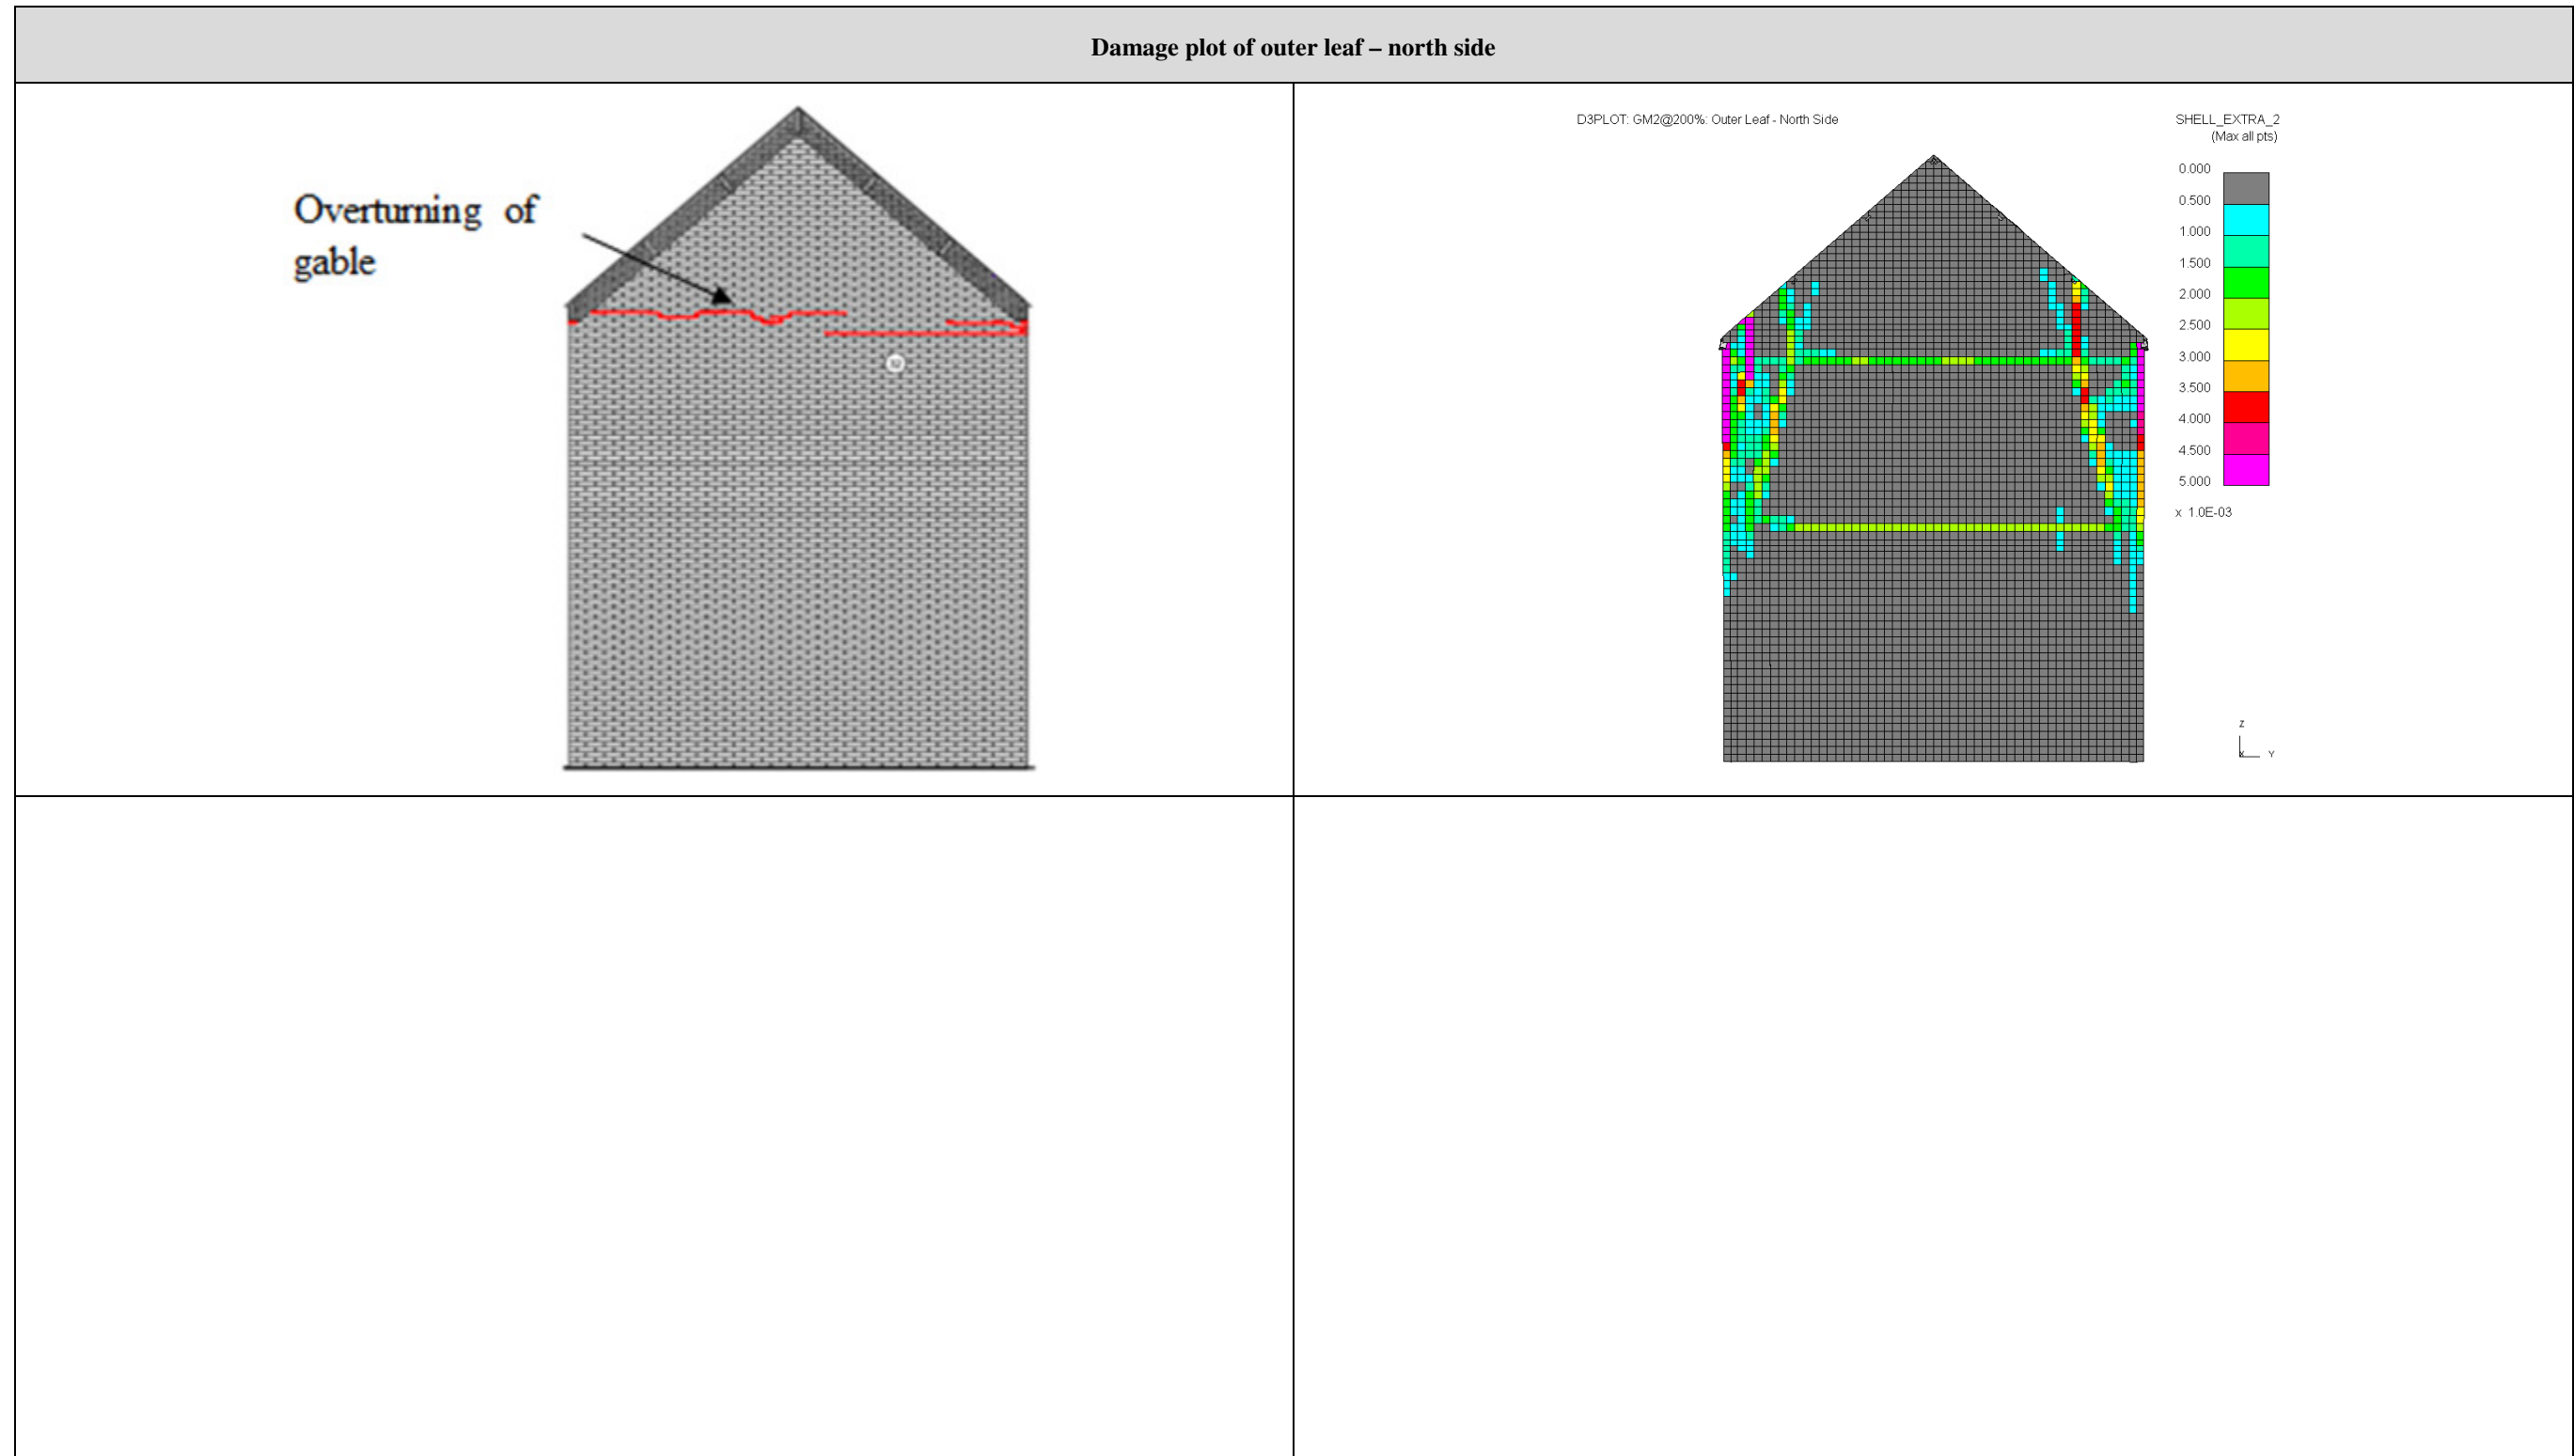 Damage plot of outer leaf – north side
Overturning of
gable
D3PLOT: GM2@200%: Outer Leaf - North Side
SHELL_EXTRA_2
(Max all pts)
0.000
0.500
1.000
1.500
2.000
2.500
3.000
3.500
4.000
4.500
5.000
x 1.0E-03
Z
X
Y